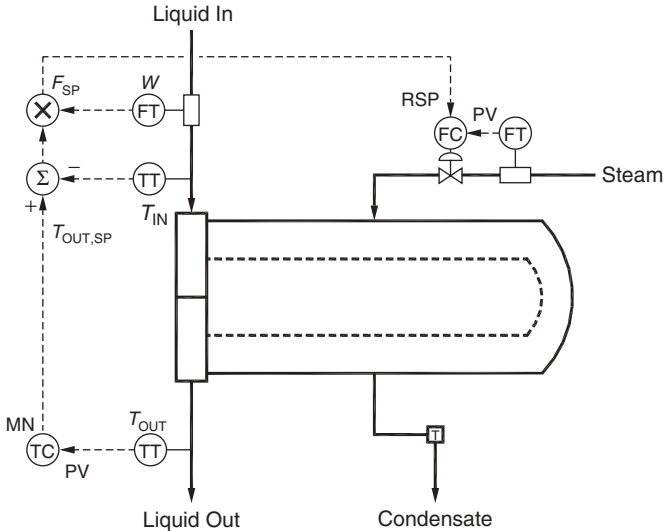 Liquid In
F_SP
W
RSP
PV
×
FT
FC
FT
Σ
−
TT
Steam
+
T_IN
T_OUT,SP
MN
T_OUT
TC
TT
T
PV
Liquid Out
Condensate